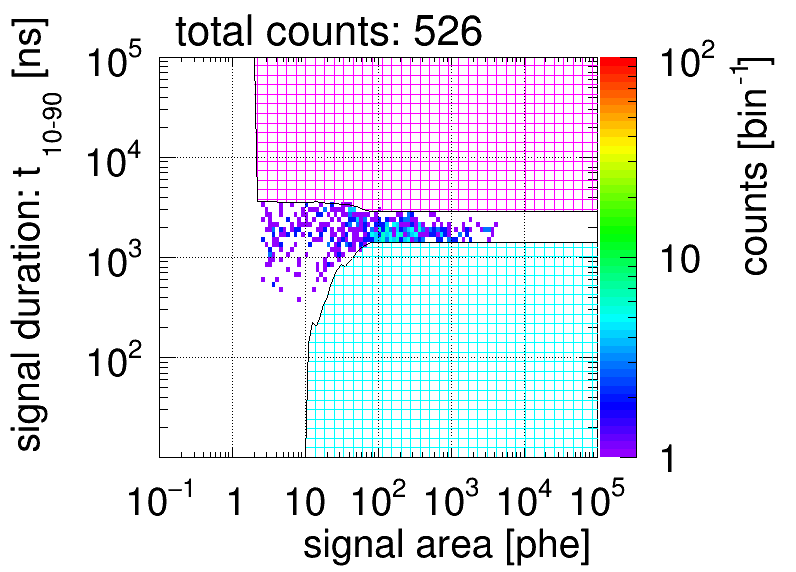 total counts: 526
signal duration: t 10-90 [ns]
10^5
10^4
10^3
10^2
10^−1 1 10 10^2 10^3 10^4 10^5
signal area [phe]
10^2
10
1
counts [bin^-1]